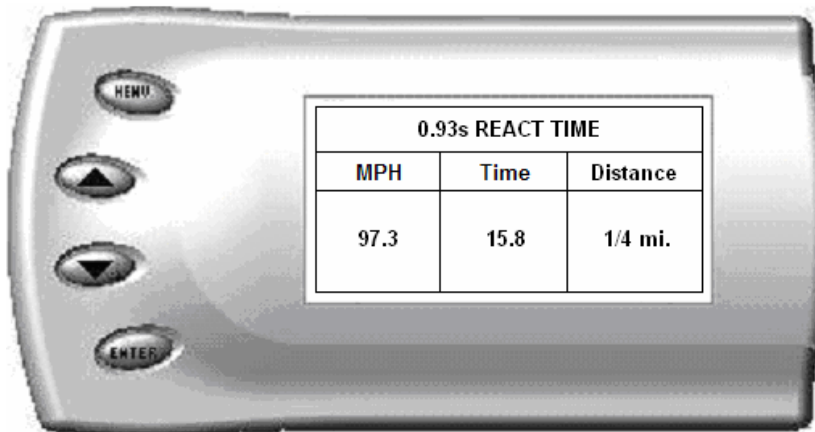 MENU
0.93s REACT TIME
MPH Time Distance
97.3 15.8 1/4 mi.
ENTER